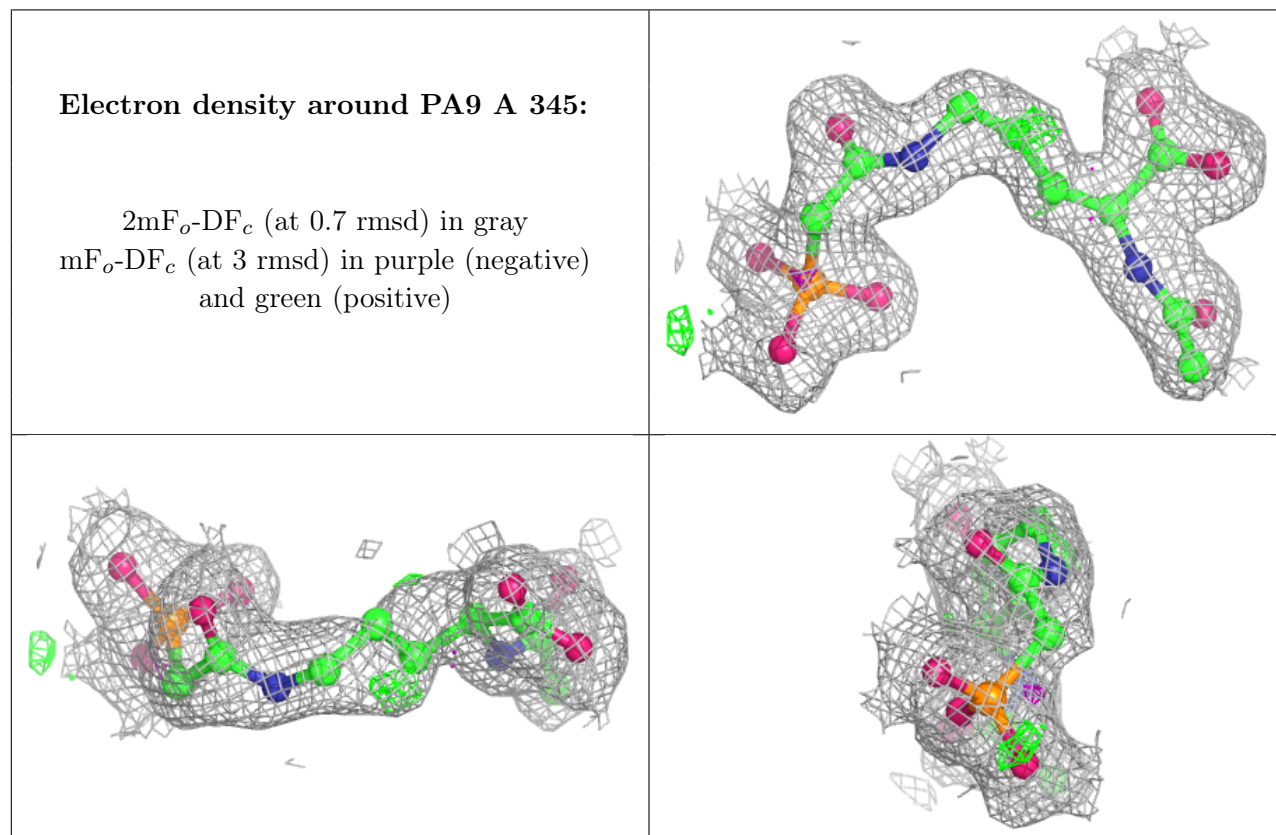 Electron density around PA9 A 345:
2mFₒ-DF𝒸 (at 0.7 rmsd) in gray
mFₒ-DF𝒸 (at 3 rmsd) in purple (negative)
and green (positive)